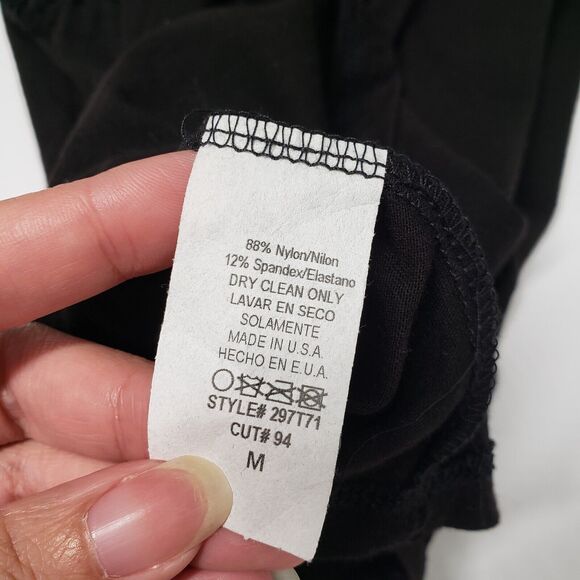 88% Nylon/Nilon
12% Spandex/Elastano
DRY CLEAN ONLY
LAVAR EN SECO
SOLAMENTE
MADE IN U.S.A.
HECHO EN E.U.A.
STYLE# 297T71
CUT# 94
M